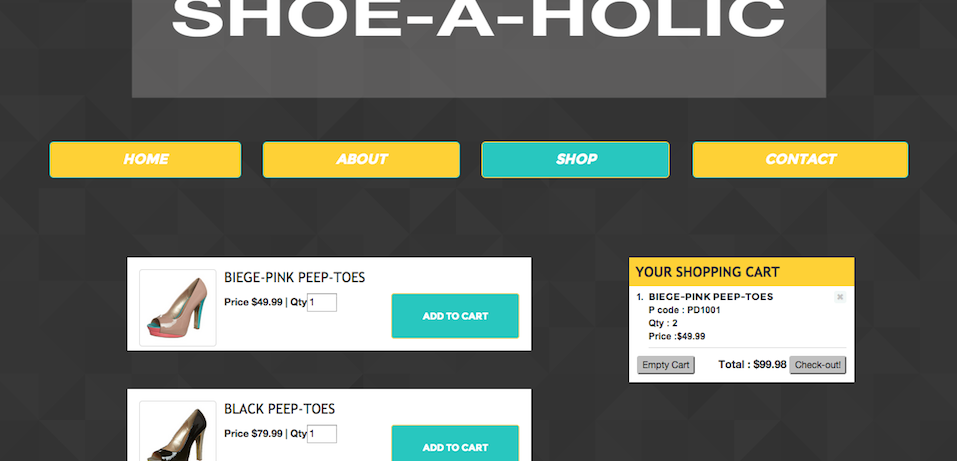 SHOE-A-HOLIC
HOME
ABOUT
SHOP
CONTACT
BIEGE-PINK PEEP-TOES
Price $49.99 | Qty 1
ADD TO CART
BLACK PEEP-TOES
Price $79.99 | Qty 1
ADD TO CART
YOUR SHOPPING CART
1. BIEGE-PINK PEEP-TOES
P code : PD1001
Qty : 2
Price :$49.99
Empty Cart
Total : $99.98
Check-out!